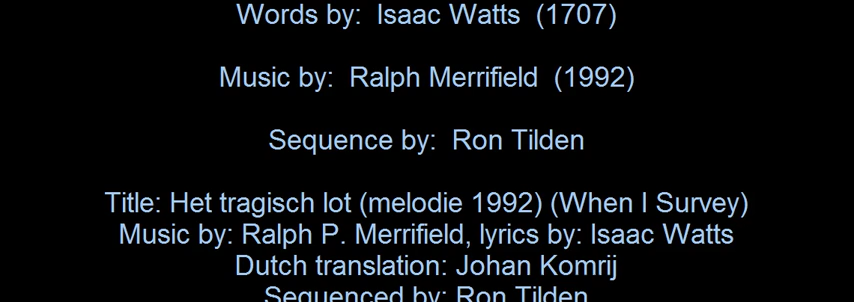 Words by:  Isaac Watts  (1707)
Music by:  Ralph Merrifield  (1992)
Sequence by:  Ron Tilden
Title: Het tragisch lot (melodie 1992) (When I Survey)
Music by: Ralph P. Merrifield, lyrics by: Isaac Watts
Dutch translation: Johan Komrij
Sequenced by: Ron Tilden